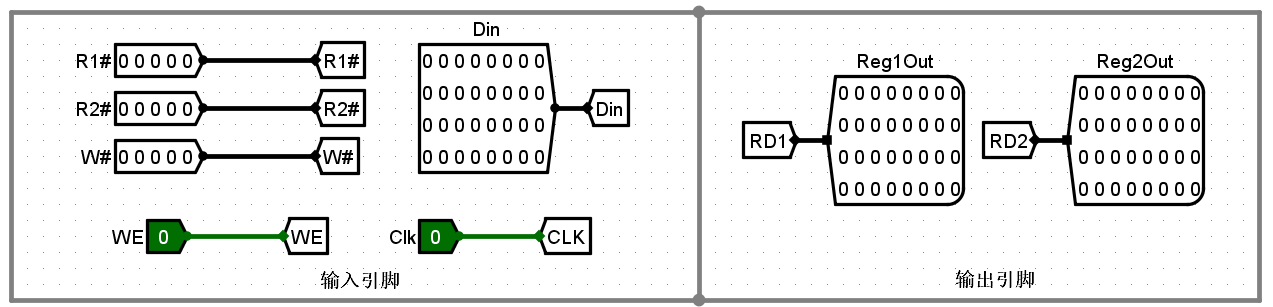 R1# 0 0 0 0 0 R1#
R2# 0 0 0 0 0 R2#
W# 0 0 0 0 0 W#
WE 0 WE
Din
0 0 0 0 0 0 0 0
0 0 0 0 0 0 0 0
0 0 0 0 0 0 0 0
0 0 0 0 0 0 0 0
Din
Clk 0 CLK
输入引脚
RD1
Reg1Out
0 0 0 0 0 0 0 0
0 0 0 0 0 0 0 0
0 0 0 0 0 0 0 0
0 0 0 0 0 0 0 0
RD2
Reg2Out
0 0 0 0 0 0 0 0
0 0 0 0 0 0 0 0
0 0 0 0 0 0 0 0
0 0 0 0 0 0 0 0
输出引脚